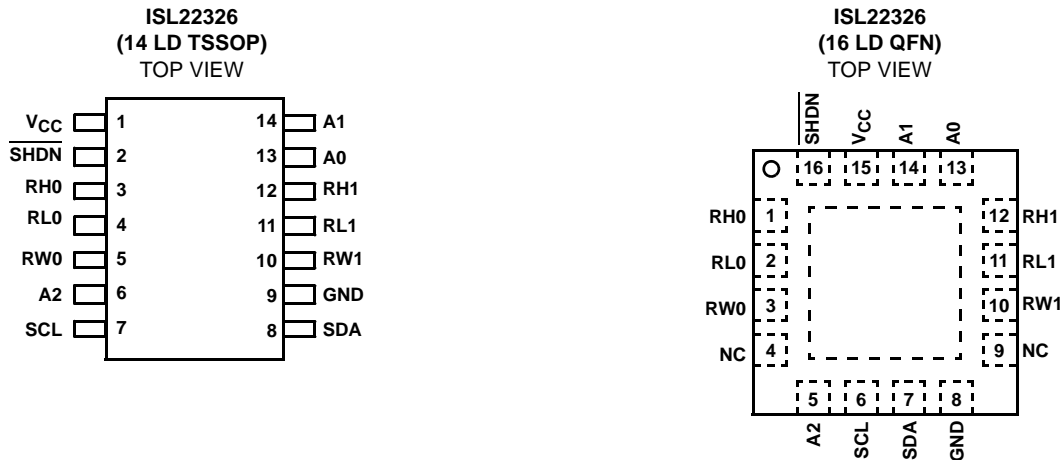 ISL22326
(14 LD TSSOP)
TOP VIEW
VCC 1 14 A1
SHDN 2 13 A0
RH0 3 12 RH1
RL0 4 11 RL1
RW0 5 10 RW1
A2 6 9 GND
SCL 7 8 SDA
ISL22326
(16 LD QFN)
TOP VIEW
SHDN VCC A1 A0
16 15 14 13
RH0 1 12 RH1
RL0 2 11 RL1
RW0 3 10 RW1
NC 4 9 NC
5 6 7 8
A2 SCL SDA GND